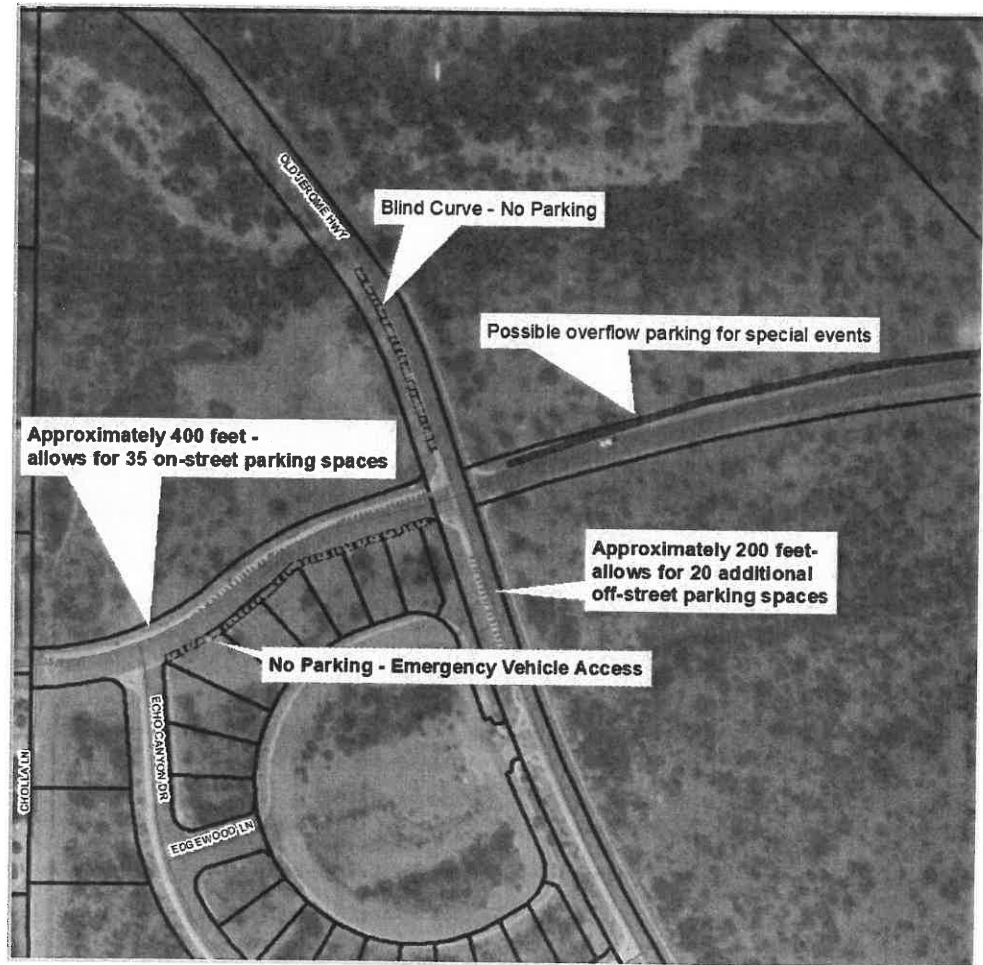 OLD JEROME HWY
Blind Curve - No Parking
Possible overflow parking for special events
Approximately 400 feet -
allows for 35 on-street parking spaces
Approximately 200 feet-
allows for 20 additional
off-street parking spaces
No Parking - Emergency Vehicle Access
ECHO CANYON DR
CHOLLA LN
EDGEWOOD LN